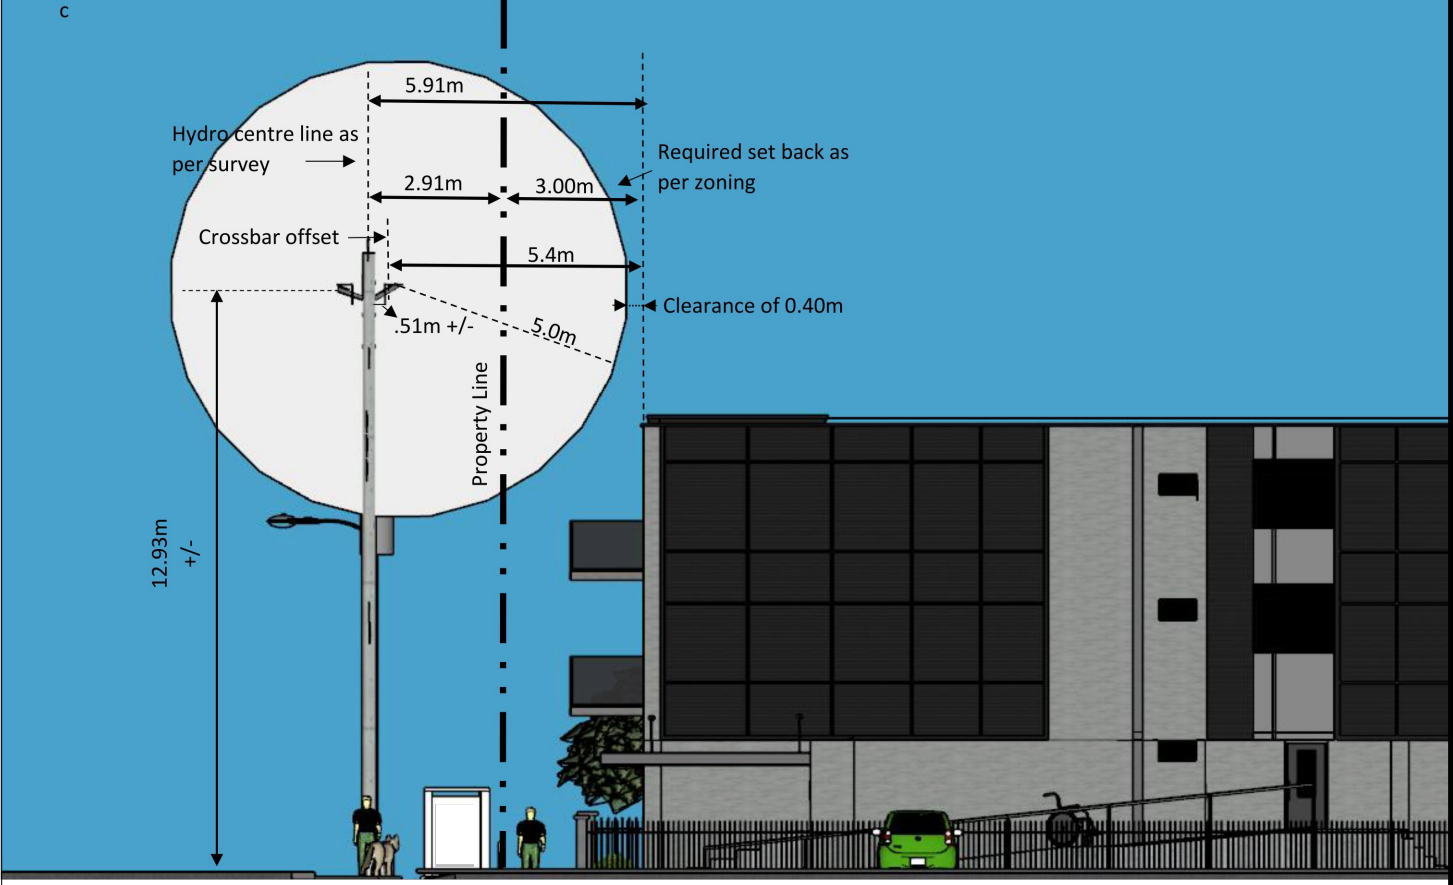 c
5.91m
Hydro centre line as
per survey
Required set back as
per zoning
2.91m
3.00m
Crossbar offset
5.4m
Clearance of 0.40m
.51m +/-
5.0m
Property Line
12.93m
+/-